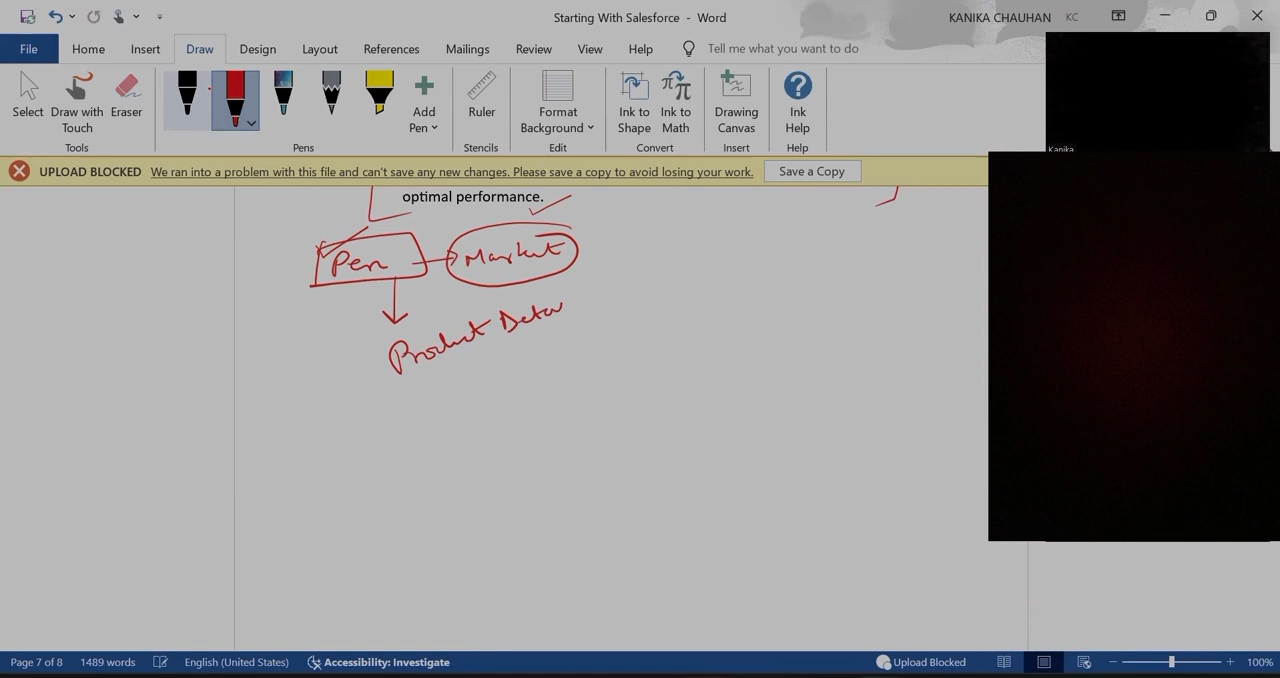 Starting With Salesforce - Word
KANIKA CHAUHAN KC
File Home Insert Draw Design Layout References Mailings Review View Help Tell me what you want to do
Select Draw with Touch Eraser
Add Pen
Ruler
Format Background
Ink to Shape
Ink to Math
Drawing Canvas
Ink Help
Tools Pens Stencils Edit Convert Insert Help
Kanika
UPLOAD BLOCKED We ran into a problem with this file and can't save any new changes. Please save a copy to avoid losing your work. Save a Copy
optimal performance.
Pen Market
Product Deta
Page 7 of 8 1489 words English (United States) Accessibility: Investigate Upload Blocked 100%